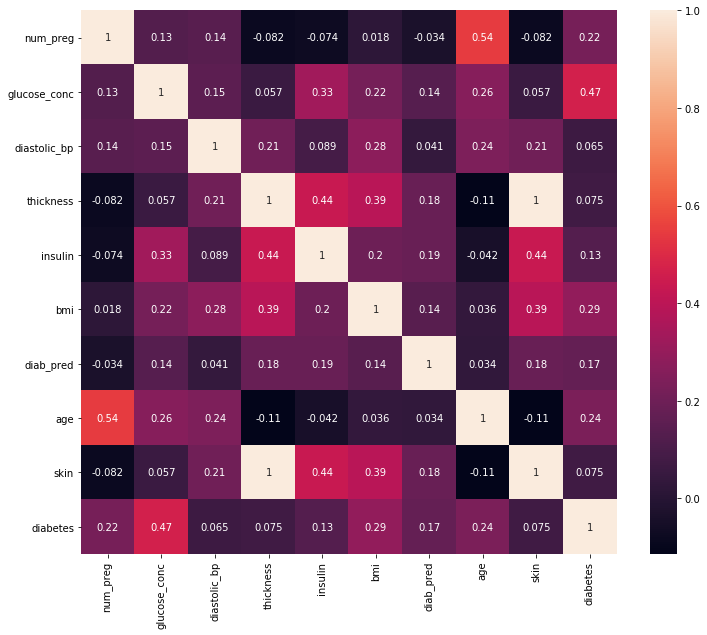 num_preg 1 0.13 0.14 -0.082 -0.074 0.018 -0.034 0.54 -0.082 0.22
glucose_conc 0.13 1 0.15 0.057 0.33 0.22 0.14 0.26 0.057 0.47
diastolic_bp 0.14 0.15 1 0.21 0.089 0.28 0.041 0.24 0.21 0.065
thickness -0.082 0.057 0.21 1 0.44 0.39 0.18 -0.11 1 0.075
insulin -0.074 0.33 0.089 0.44 1 0.2 0.19 -0.042 0.44 0.13
bmi 0.018 0.22 0.28 0.39 0.2 1 0.14 0.036 0.39 0.29
diab_pred -0.034 0.14 0.041 0.18 0.19 0.14 1 0.034 0.18 0.17
age 0.54 0.26 0.24 -0.11 -0.042 0.036 0.034 1 -0.11 0.24
skin -0.082 0.057 0.21 1 0.44 0.39 0.18 -0.11 1 0.075
diabetes 0.22 0.47 0.065 0.075 0.13 0.29 0.17 0.24 0.075 1
num_preg glucose_conc diastolic_bp thickness insulin bmi diab_pred age skin diabetes
1.0
0.8
0.6
0.4
0.2
0.0